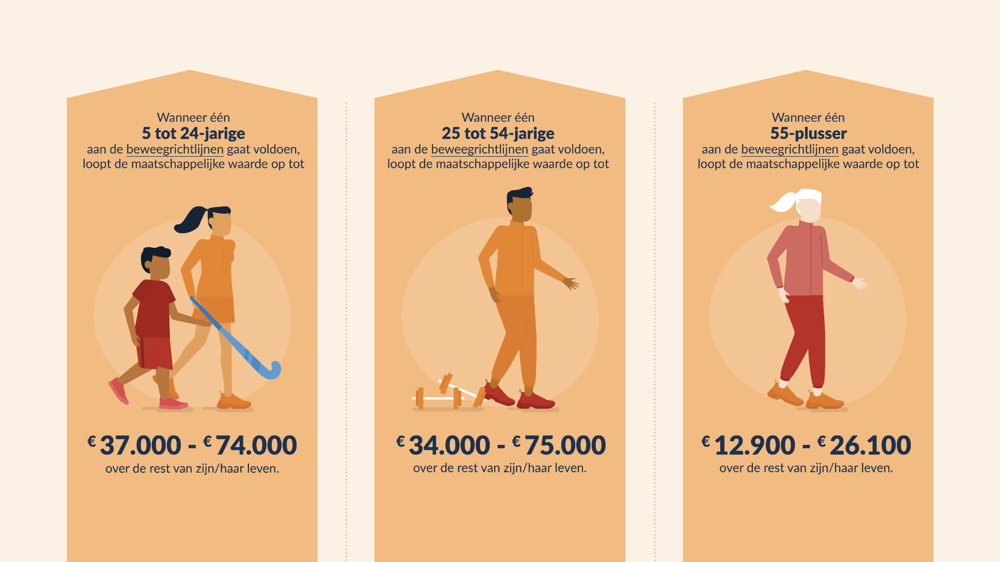 Wanneer één
5 tot 24-jarige
aan de beweegrichtlijnen gaat voldoen,
loopt de maatschappelijke waarde op tot
€ 37.000 - € 74.000
over de rest van zijn/haar leven.
Wanneer één
25 tot 54-jarige
aan de beweegrichtlijnen gaat voldoen,
loopt de maatschappelijke waarde op tot
€ 34.000 - € 75.000
over de rest van zijn/haar leven.
Wanneer één
55-plusser
aan de beweegrichtlijnen gaat voldoen,
loopt de maatschappelijke waarde op tot
€ 12.900 - € 26.100
over de rest van zijn/haar leven.